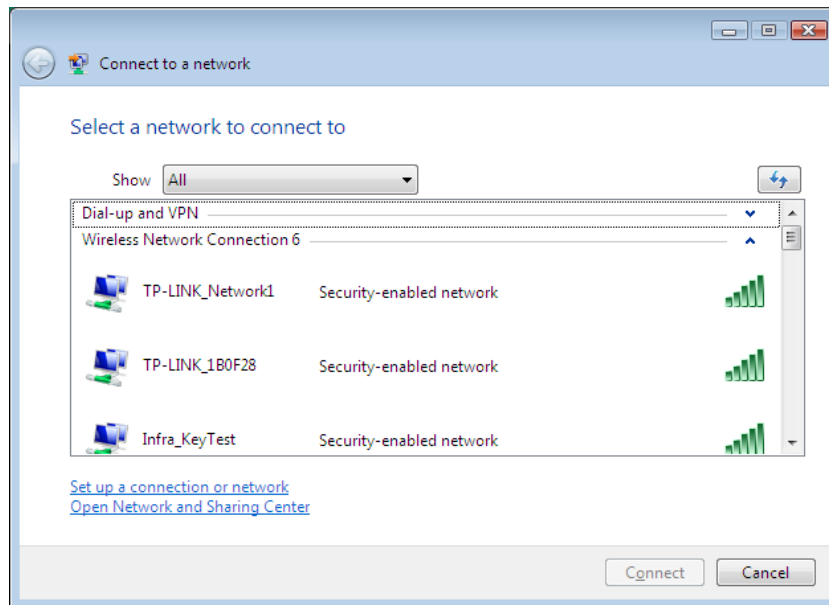 Connect to a network
Select a network to connect to
Show All
Dial-up and VPN
Wireless Network Connection 6
TP-LINK_Network1 Security-enabled network
TP-LINK_1B0F28 Security-enabled network
Infra_KeyTest Security-enabled network
Set up a connection or network
Open Network and Sharing Center
Connect Cancel